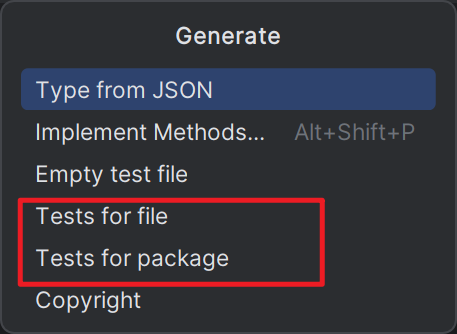 Generate
Type from JSON
Implement Methods... Alt+Shift+P
Empty test file
Tests for file
Tests for package
Copyright